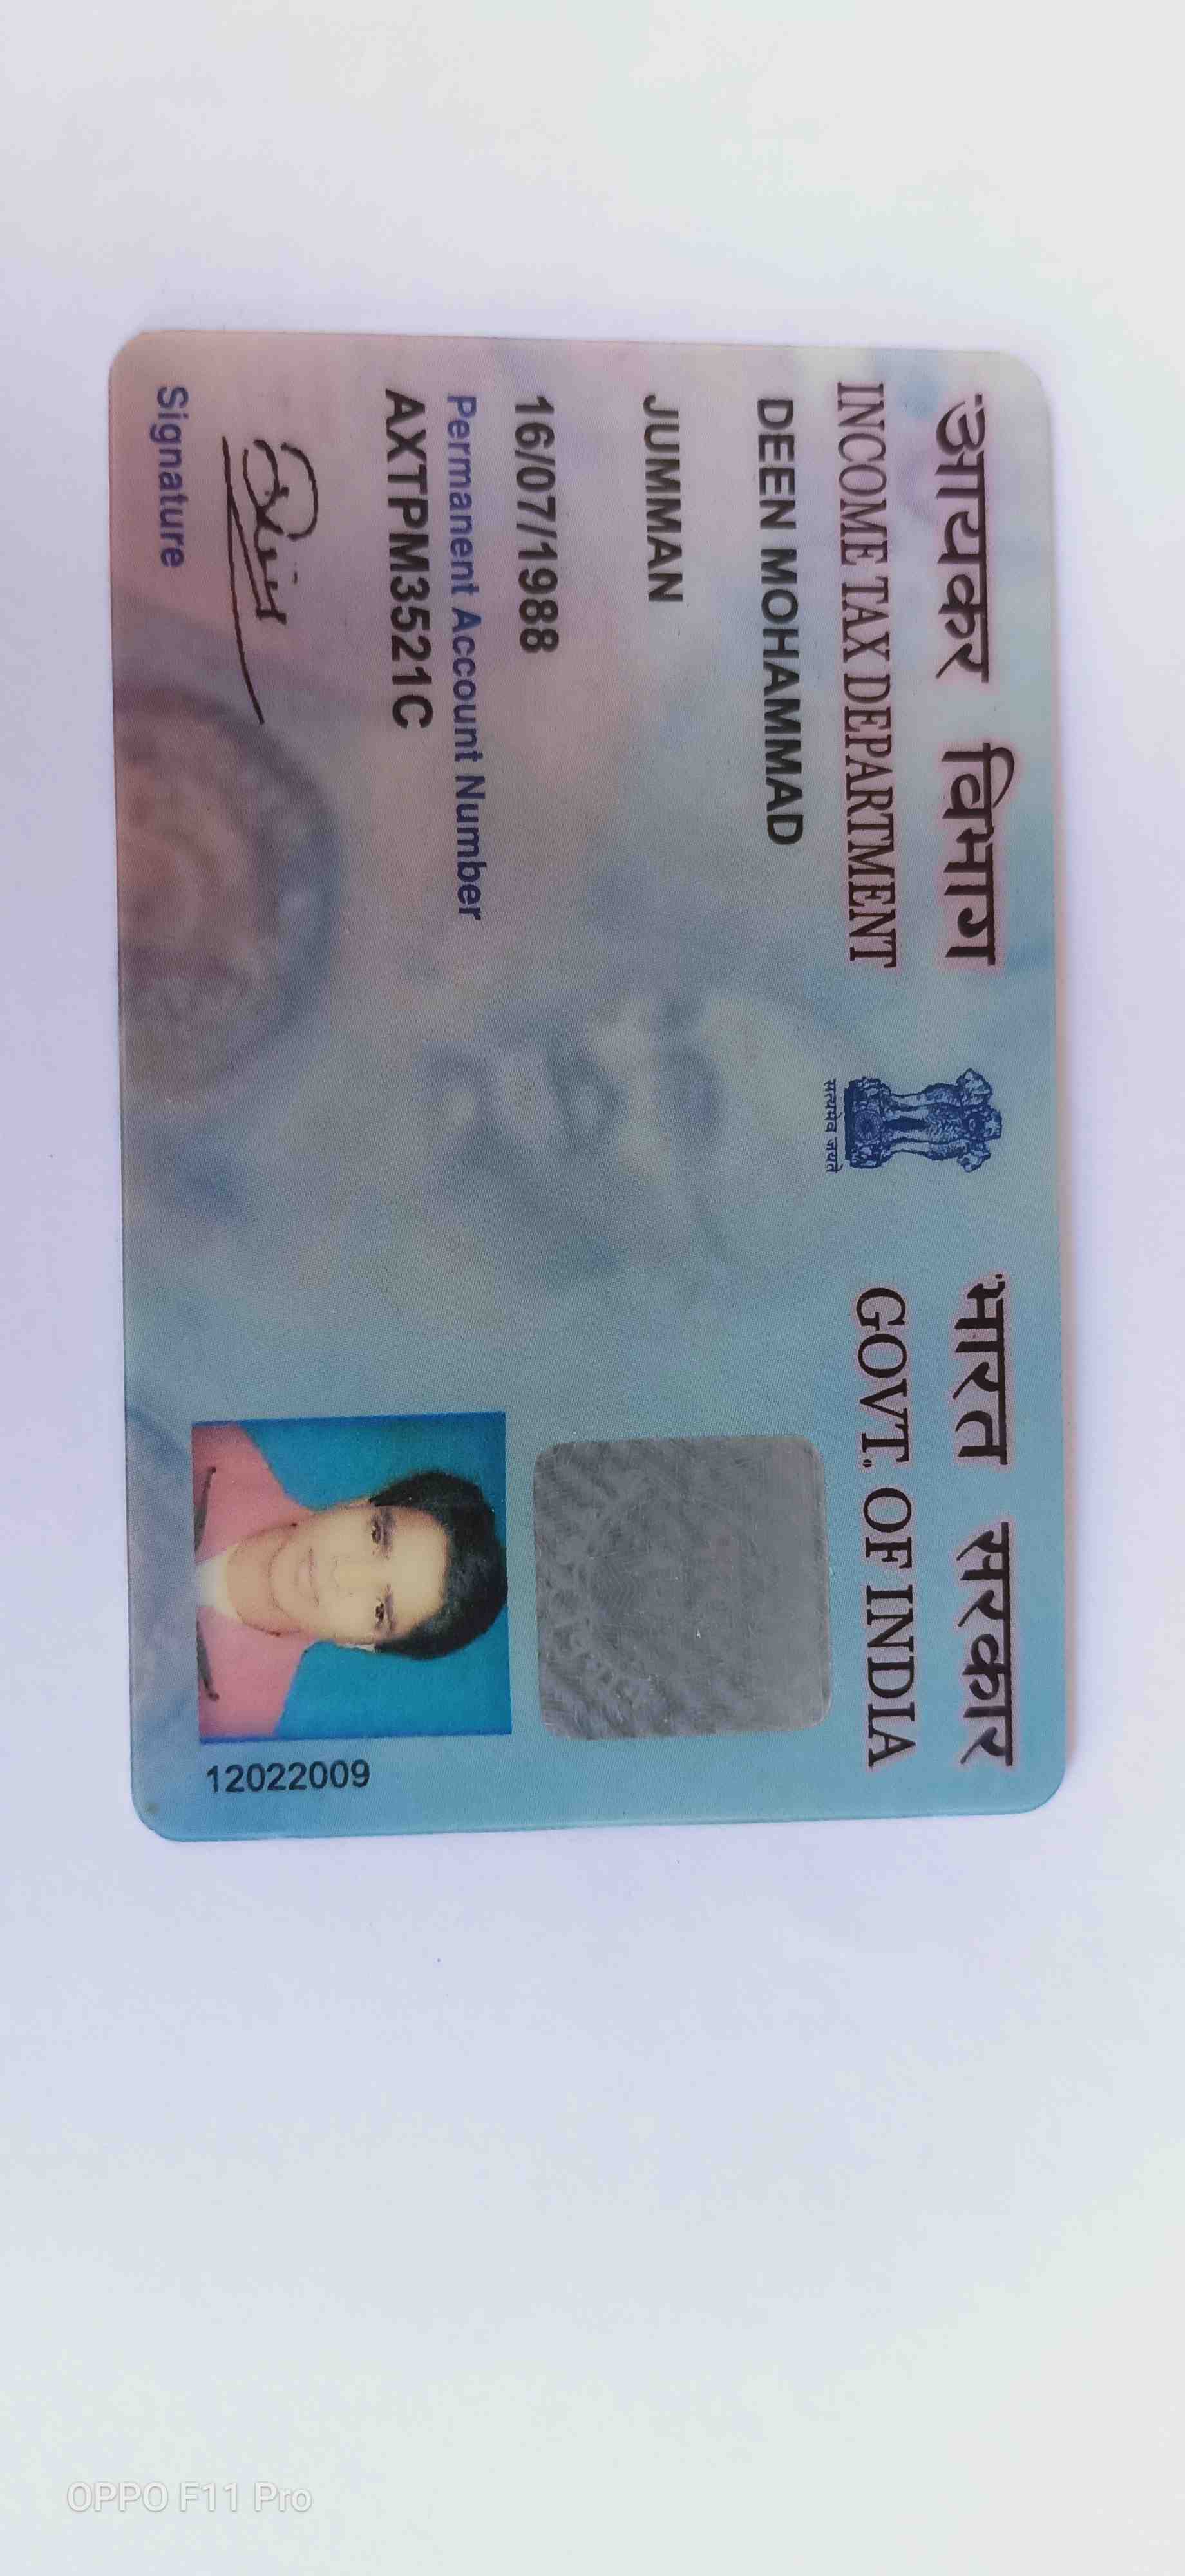 आयकर विभाग
INCOME TAX DEPARTMENT
सत्यमेव जयते
भारत सरकार
GOVT. OF INDIA
DEEN MOHAMMAD
JUMMAN
16/07/1988
Permanent Account Number
AXTPM3521C
Signature
12022009
OPPO F11 Pro